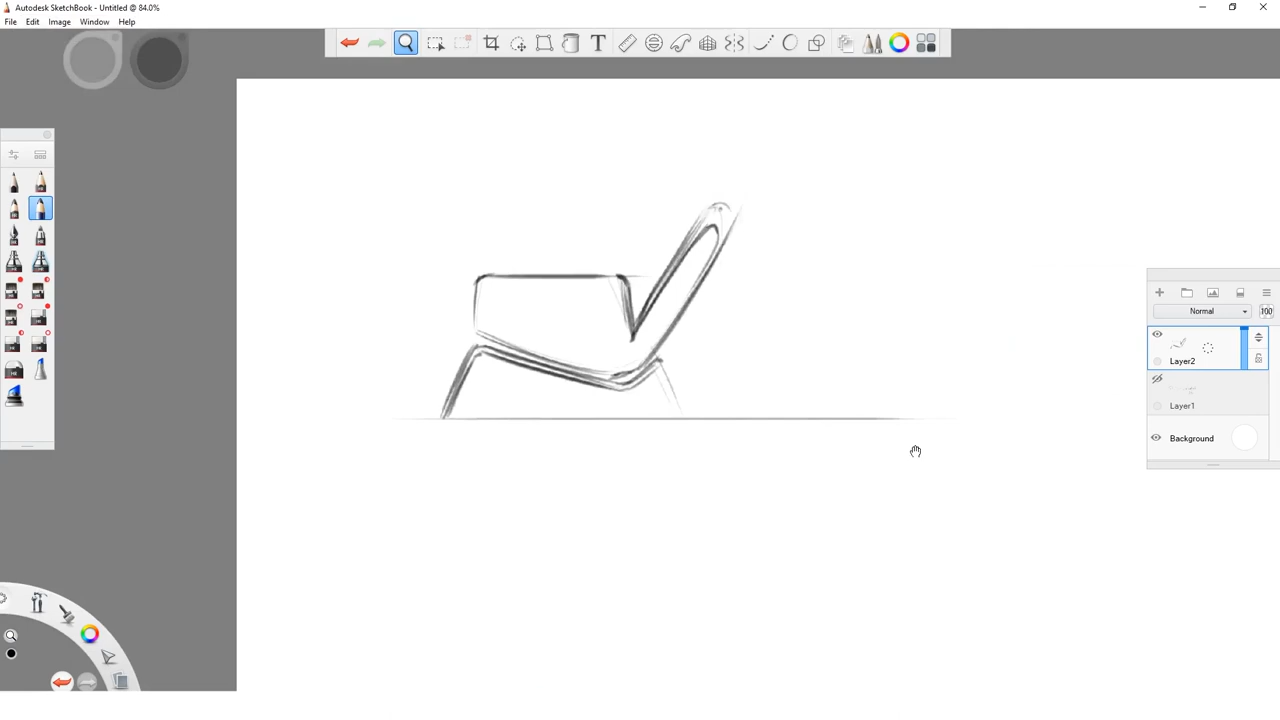 Autodesk SketchBook - Untitled @ 84.0%
File Edit Image Window Help
Normal
100
Layer2
Layer1
Background